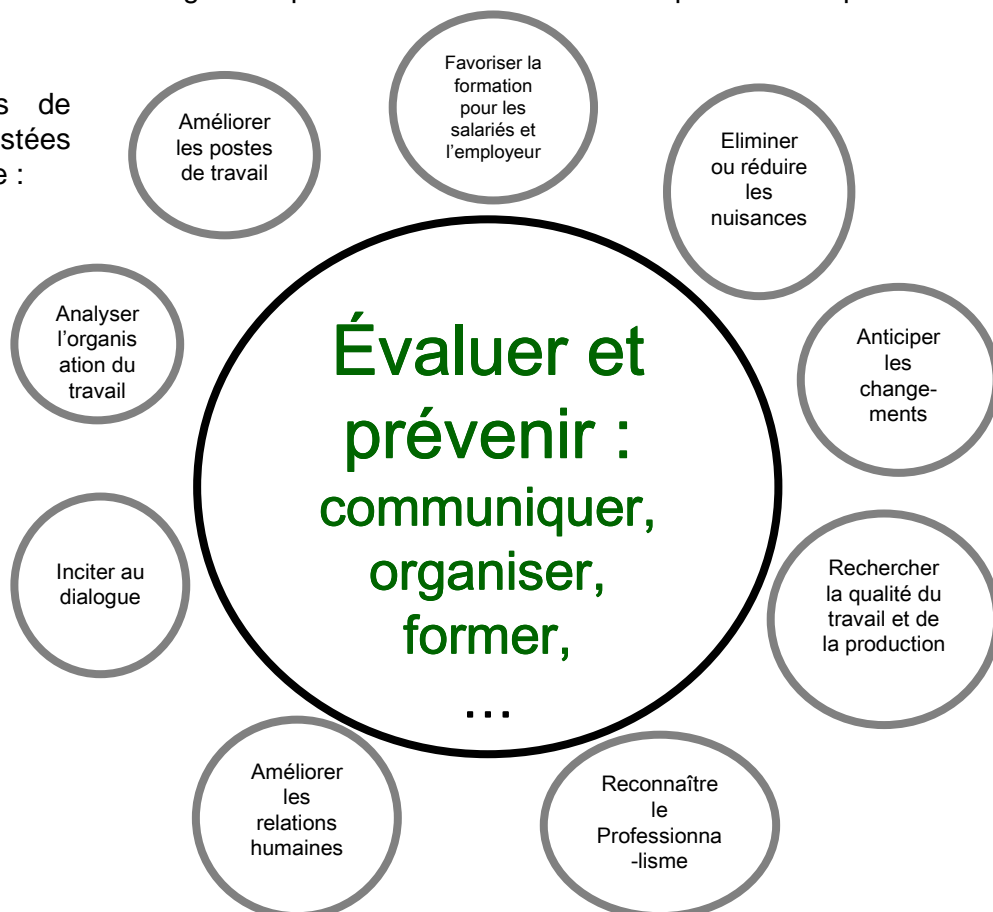 s de
stées
e :
Favoriser la
formation
pour les
salariés et
l'employeur
Améliorer
les postes
de travail
Eliminer
ou réduire
les
nuisances
Analyser
l'organis
ation du
travail
Anticiper
les
change-
ments
Évaluer et
prévenir :
communiquer,
organiser,
former,
...
Inciter au
dialogue
Rechercher
la qualité du
travail et de
la production
Améliorer
les
relations
humaines
Reconnaître
le
Professionna
-lisme